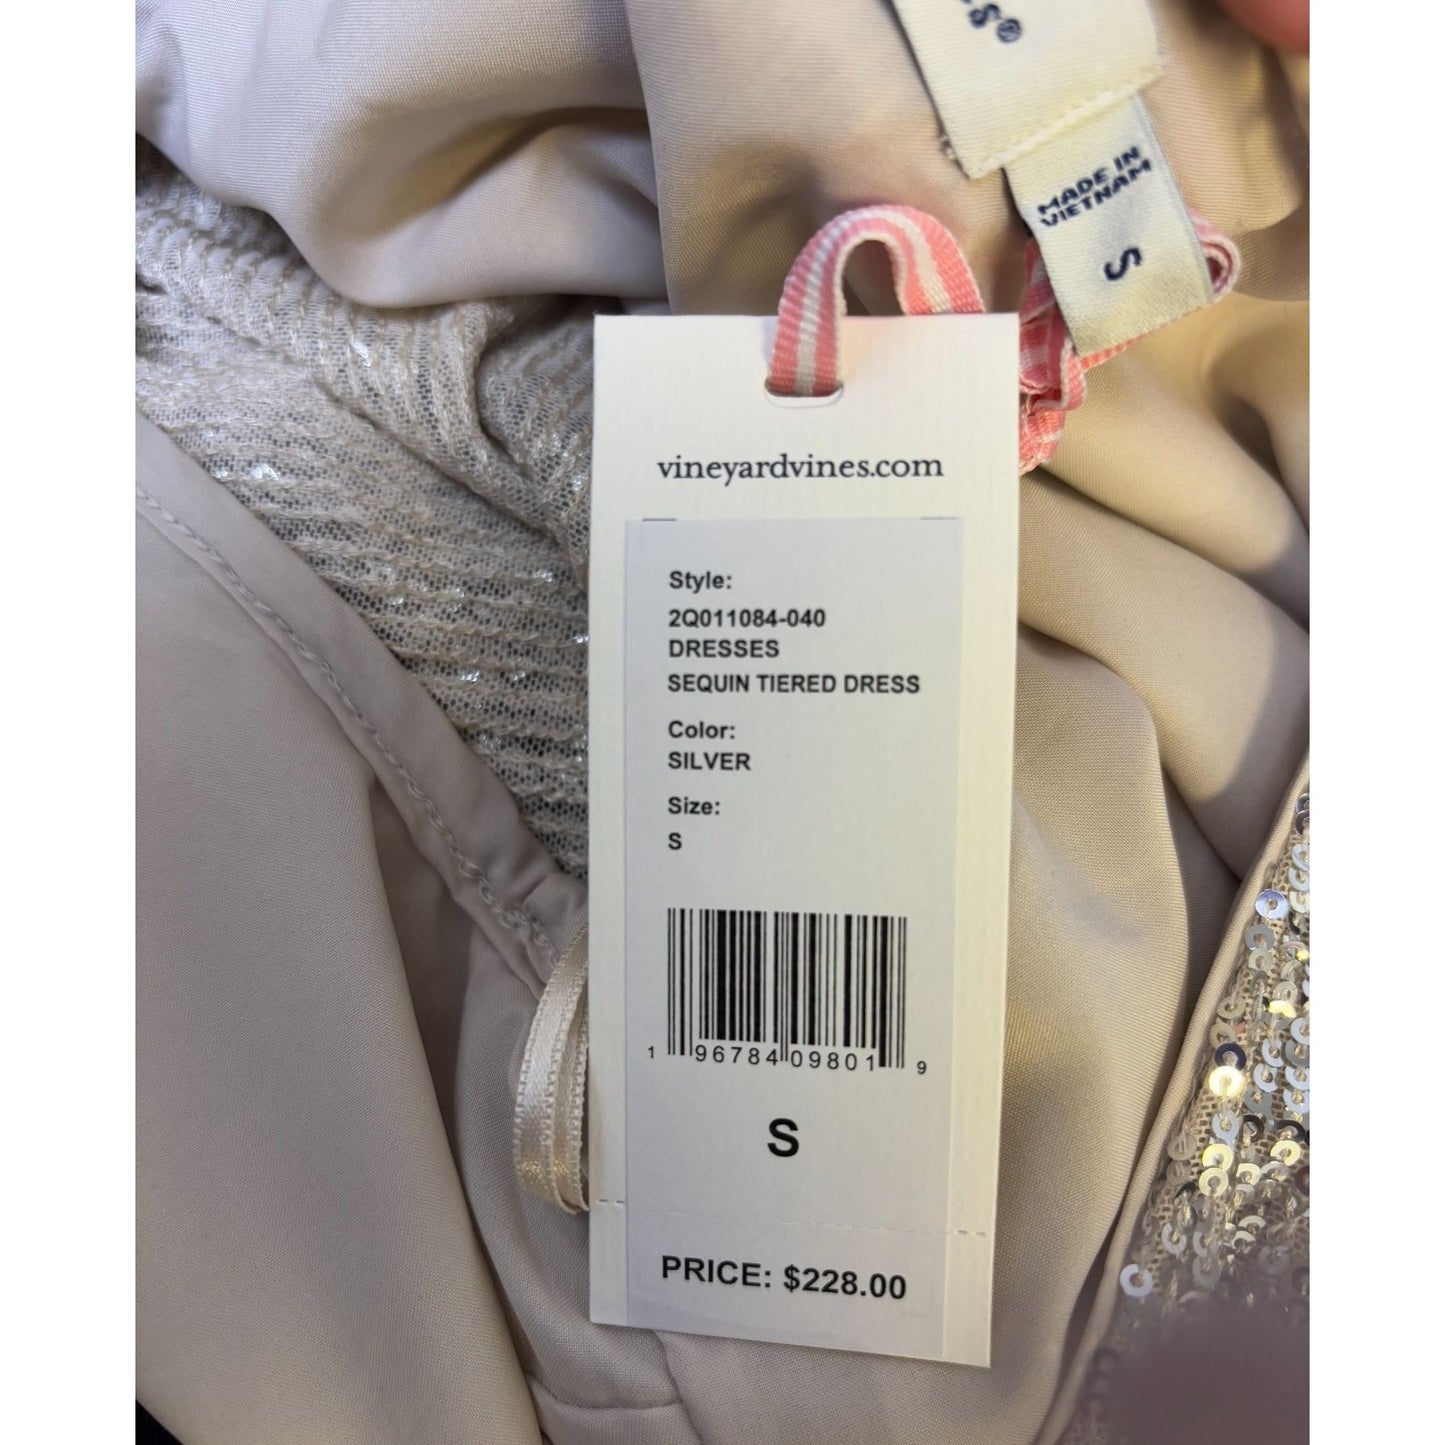 S®
MADE IN
VIETNAM
S
vineyardvines.com
Style:
2Q011084-040
DRESSES
SEQUIN TIERED DRESS
Color:
SILVER
Size:
S
1 96784 09801 9
S
PRICE: $228.00